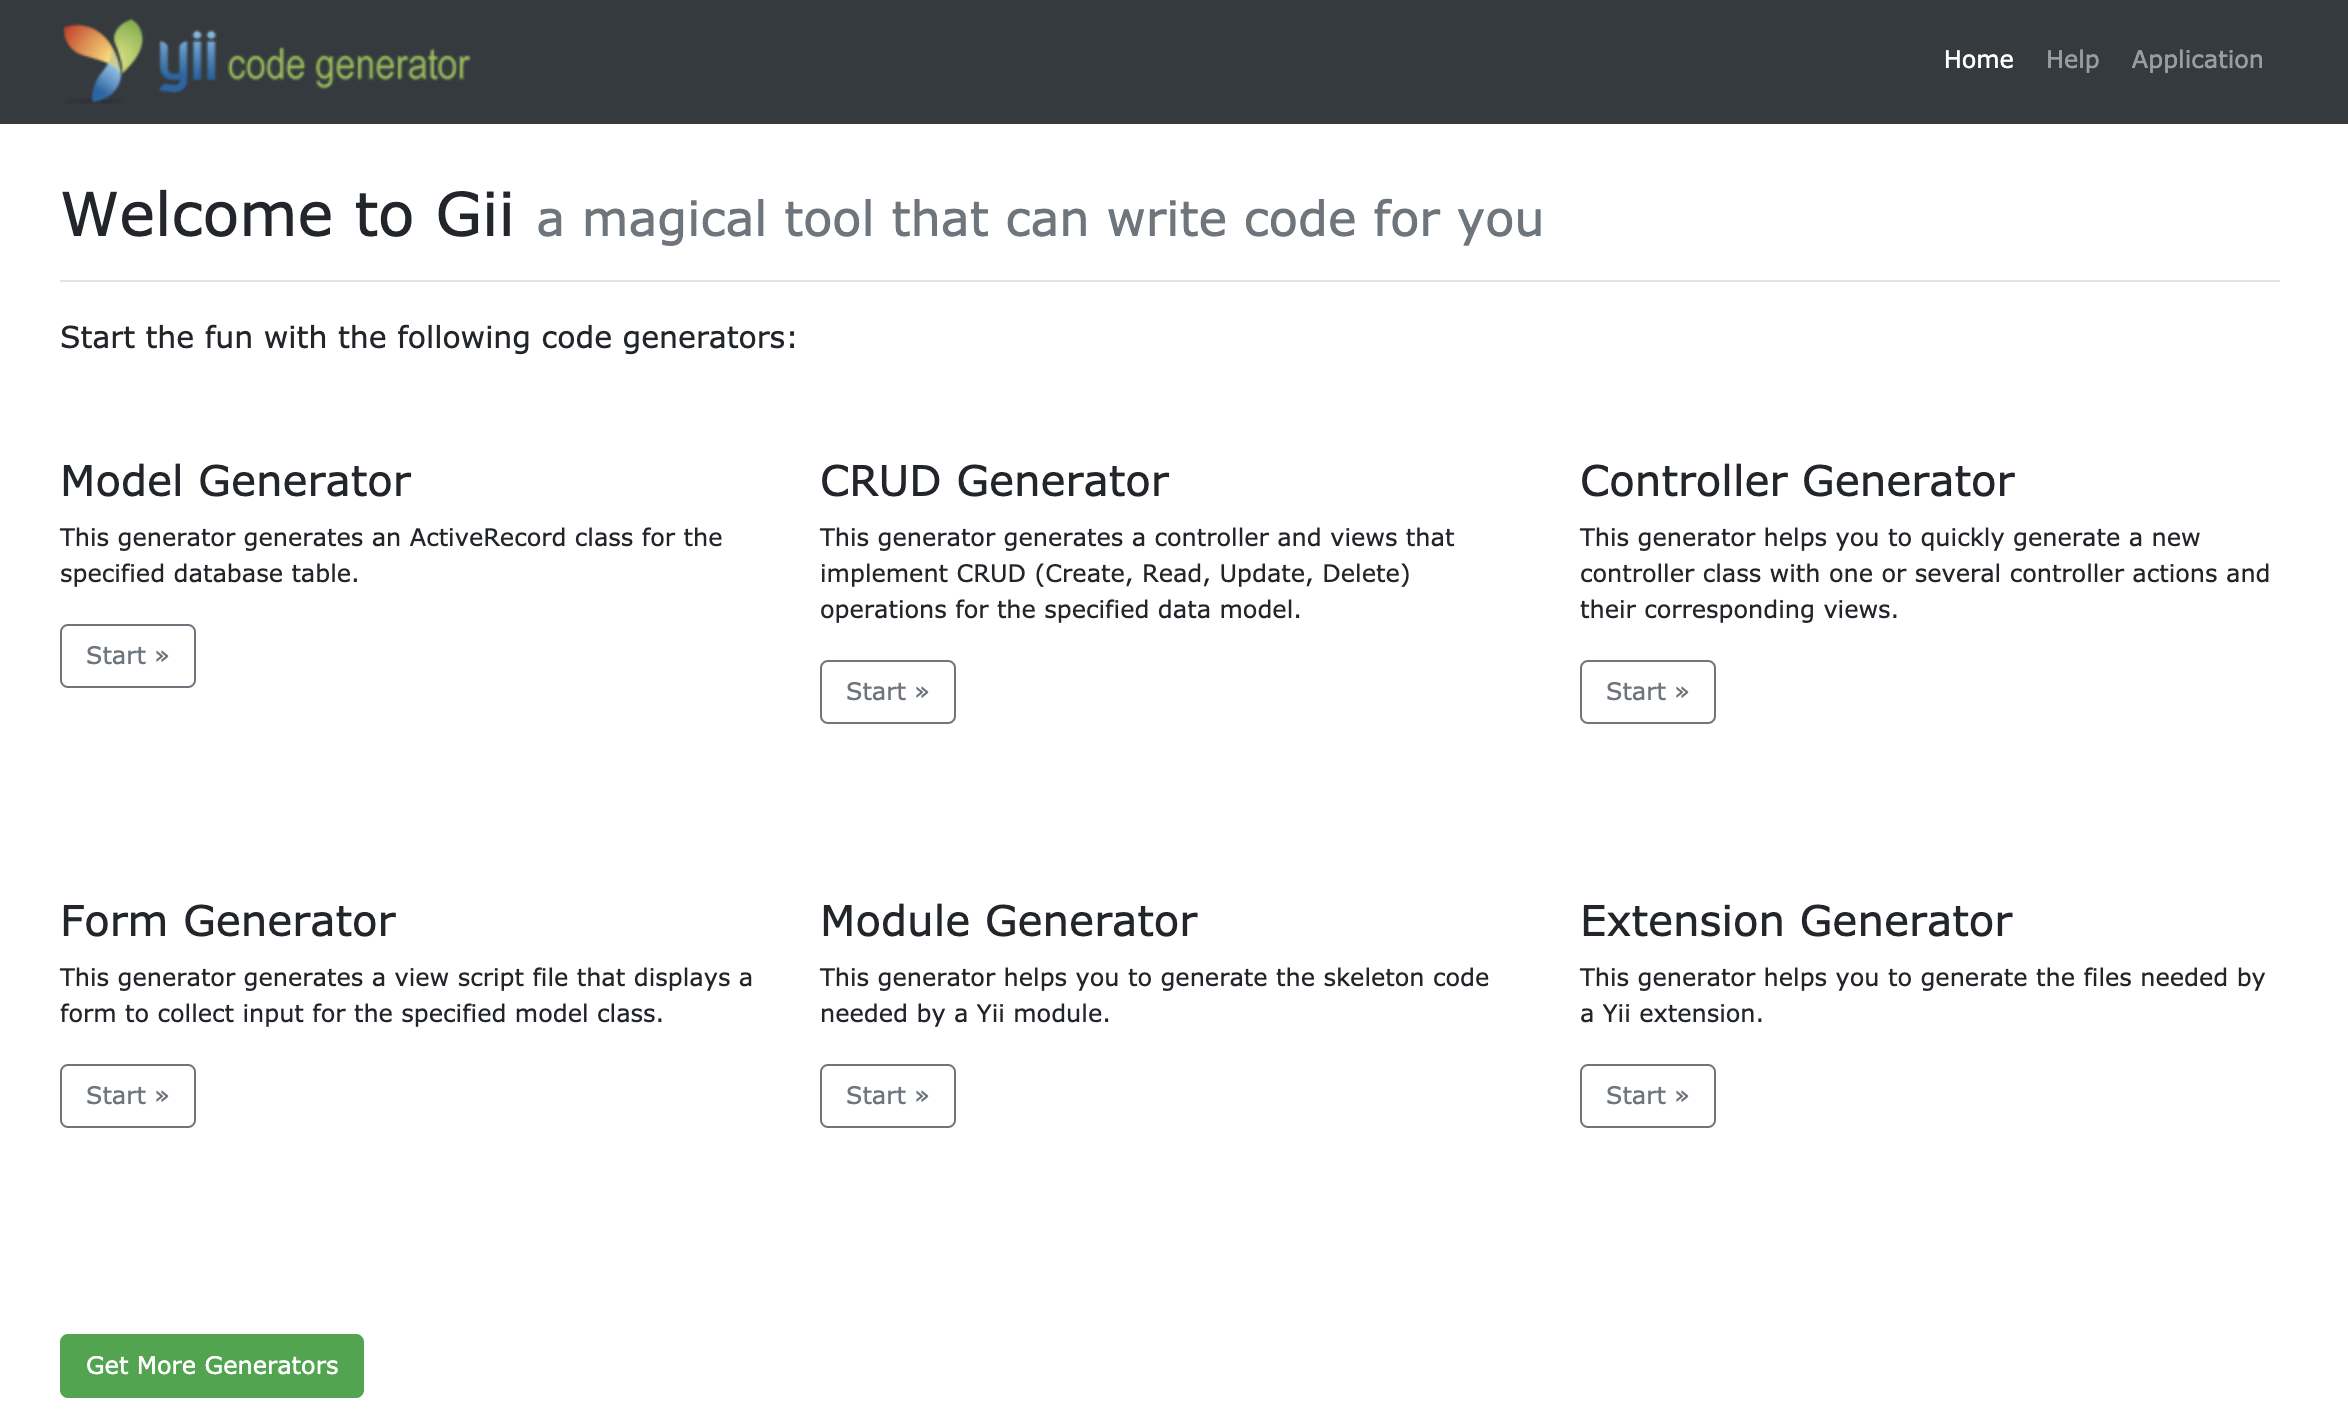 yii code generator
Home Help Application
Welcome to Gii a magical tool that can write code for you
Start the fun with the following code generators:
Model Generator
This generator generates an ActiveRecord class for the
specified database table.
Start »
CRUD Generator
This generator generates a controller and views that
implement CRUD (Create, Read, Update, Delete)
operations for the specified data model.
Start »
Controller Generator
This generator helps you to quickly generate a new
controller class with one or several controller actions and
their corresponding views.
Start »
Form Generator
This generator generates a view script file that displays a
form to collect input for the specified model class.
Start »
Module Generator
This generator helps you to generate the skeleton code
needed by a Yii module.
Start »
Extension Generator
This generator helps you to generate the files needed by
a Yii extension.
Start »
Get More Generators